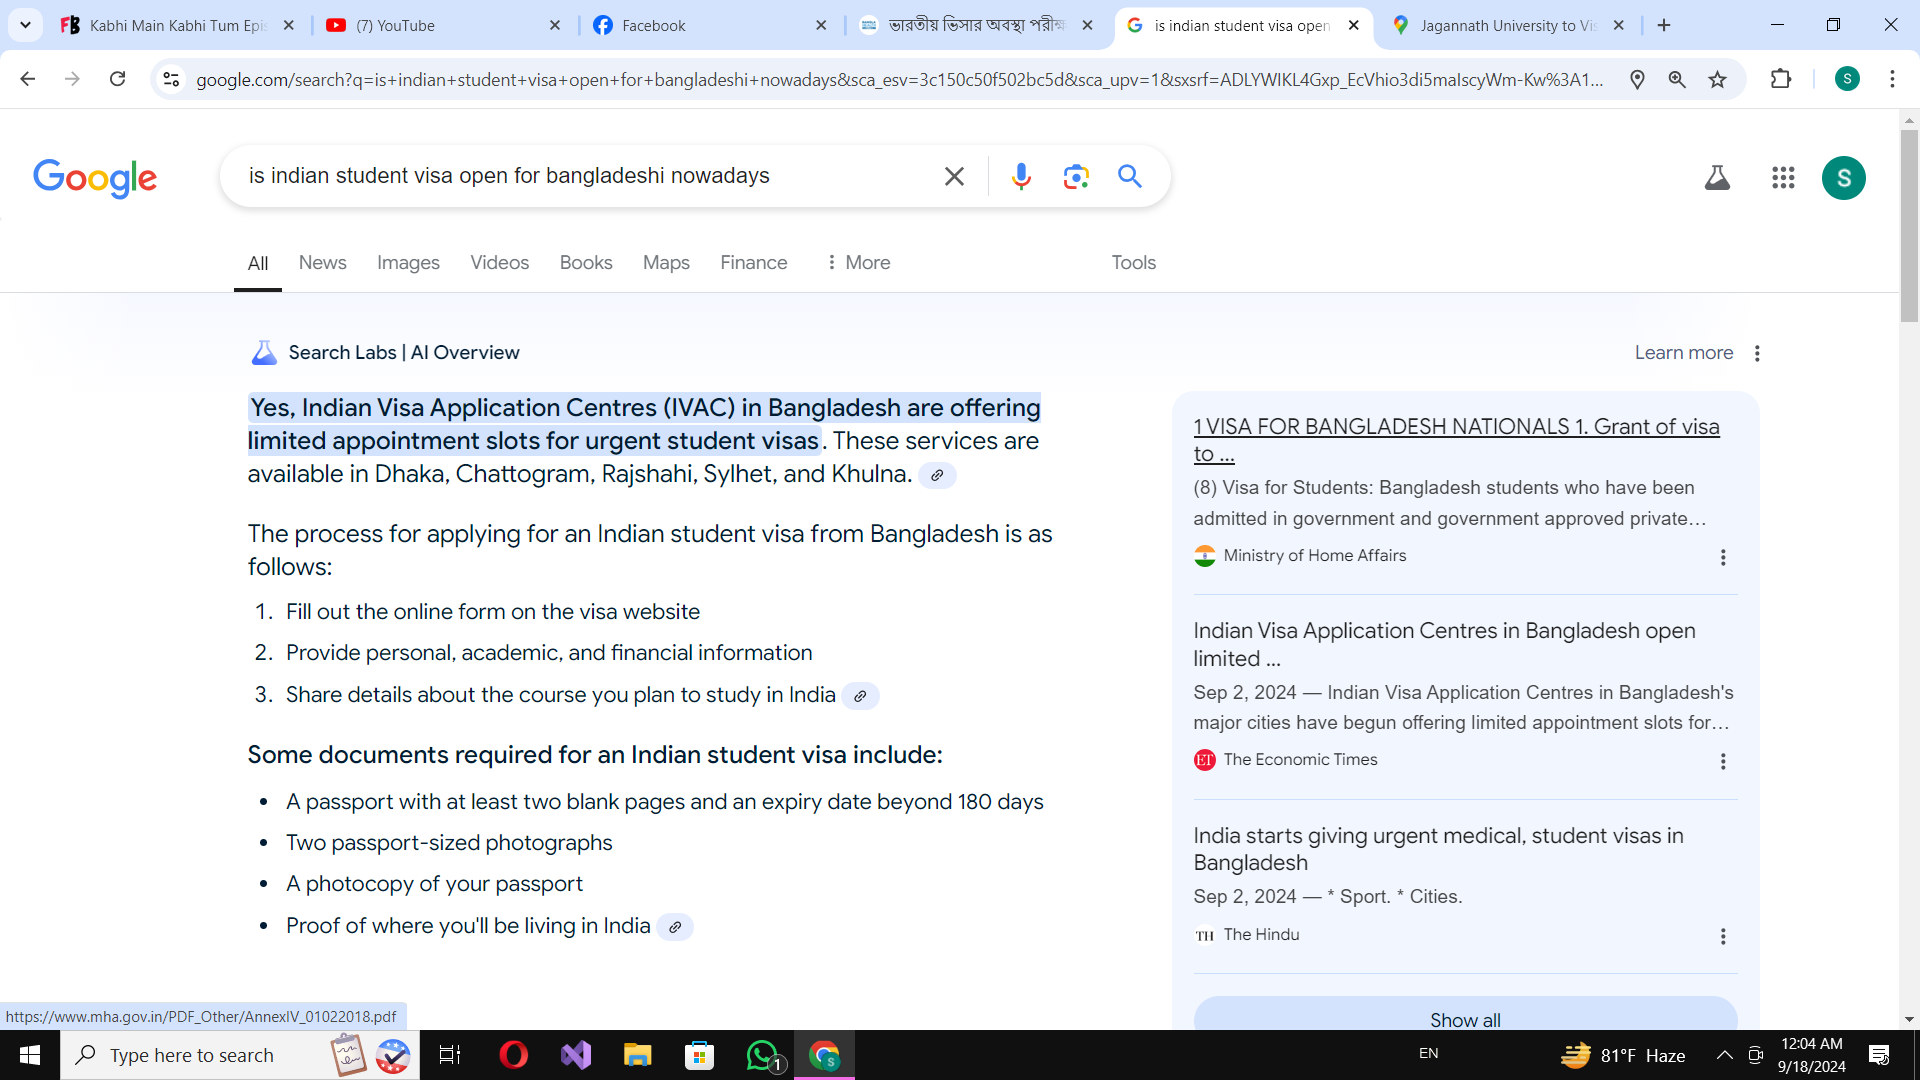 Kabhi Main Kabhi Tum Epis
(7) YouTube
Facebook
ভারতীয় ভিসার অবস্থা পরীক্ষ
is indian student visa open
Jagannath University to Vis
google.com/search?q=is+indian+student+visa+open+for+bangladeshi+nowadays&sca_esv=3c150c50f502bc5d&sca_upv=1&sxsrf=ADLYWIKL4Gxp_EcVhio3di5maIscyWm-Kw%3A1...
S
Google
is indian student visa open for bangladeshi nowadays
S
All News Images Videos Books Maps Finance More Tools
Search Labs | AI Overview
Learn more
Yes, Indian Visa Application Centres (IVAC) in Bangladesh are offering
limited appointment slots for urgent student visas. These services are
available in Dhaka, Chattogram, Rajshahi, Sylhet, and Khulna.
The process for applying for an Indian student visa from Bangladesh is as
follows:
1. Fill out the online form on the visa website
2. Provide personal, academic, and financial information
3. Share details about the course you plan to study in India
Some documents required for an Indian student visa include:
• A passport with at least two blank pages and an expiry date beyond 180 days
• Two passport-sized photographs
• A photocopy of your passport
• Proof of where you'll be living in India
1 VISA FOR BANGLADESH NATIONALS 1. Grant of visa
to ...
(8) Visa for Students: Bangladesh students who have been
admitted in government and government approved private…
Ministry of Home Affairs
Indian Visa Application Centres in Bangladesh open
limited ...
Sep 2, 2024 — Indian Visa Application Centres in Bangladesh's
major cities have begun offering limited appointment slots for…
ET The Economic Times
India starts giving urgent medical, student visas in
Bangladesh
Sep 2, 2024 — * Sport. * Cities.
TH The Hindu
Show all
https://www.mha.gov.in/PDF_Other/AnnexIV_01022018.pdf
Type here to search
1
S
EN
81°F Haze
12:04 AM
9/18/2024